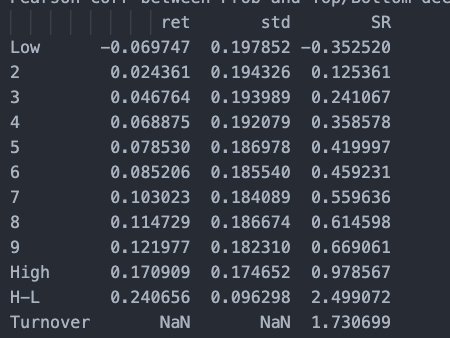 Pearson Corr between Prob and Top/Bottom dec
ret std SR
Low -0.069747 0.197852 -0.352520
2 0.024361 0.194326 0.125361
3 0.046764 0.193989 0.241067
4 0.068875 0.192079 0.358578
5 0.078530 0.186978 0.419997
6 0.085206 0.185540 0.459231
7 0.103023 0.184089 0.559636
8 0.114729 0.186674 0.614598
9 0.121977 0.182310 0.669061
High 0.170909 0.174652 0.978567
H-L 0.240656 0.096298 2.499072
Turnover NaN NaN 1.730699